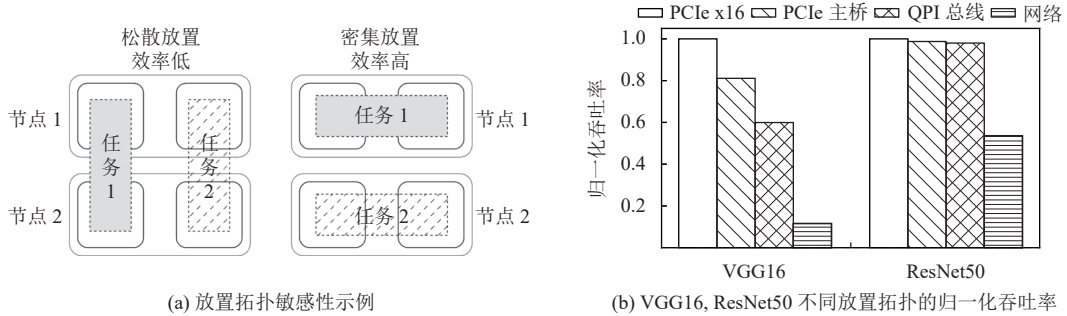 松散放置
效率低
密集放置
效率高
节点 1
任务 1
任务 2
任务 1
节点 1
节点 2
任务 2
节点 2
(a) 放置拓扑敏感性示例
PCIe x16
PCIe 主桥
QPI 总线
网络
归一化吞吐率
1.0
0.8
0.6
0.4
0.2
VGG16
ResNet50
(b) VGG16, ResNet50 不同放置拓扑的归一化吞吐率